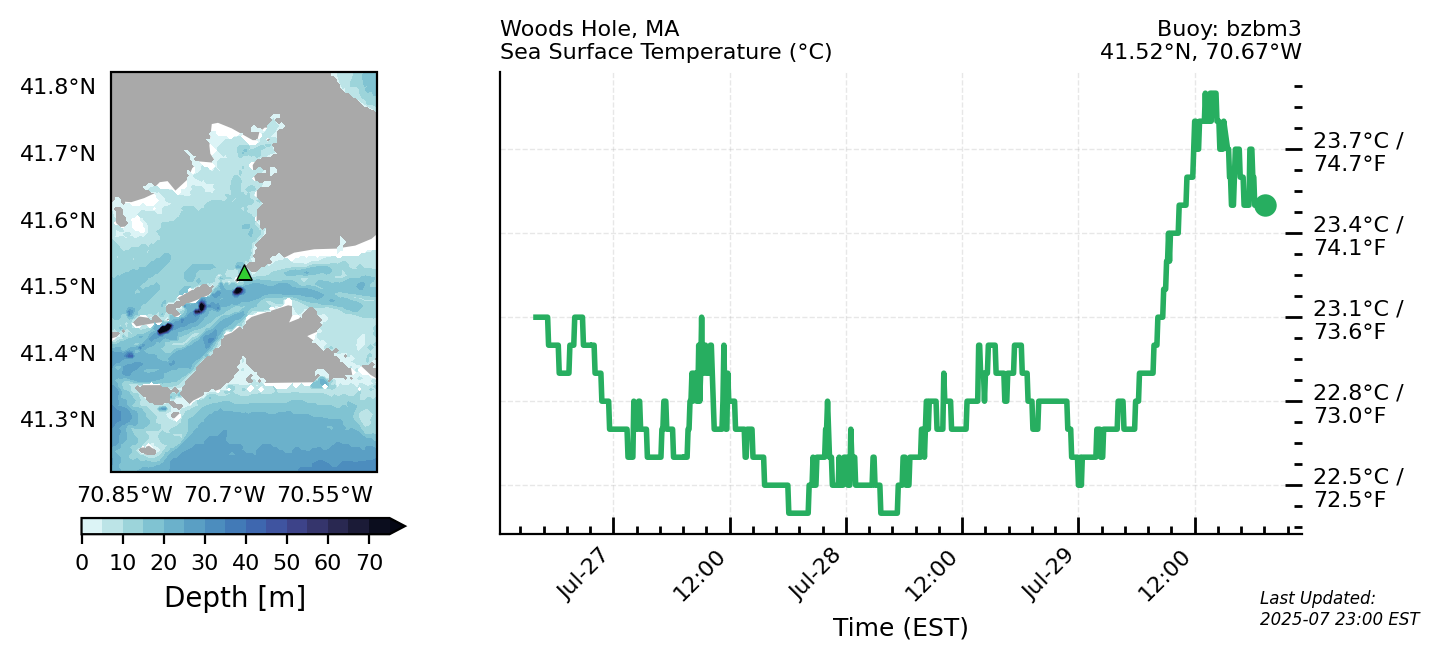 Woods Hole, MA
Sea Surface Temperature (°C)
Buoy: bzbm3
41.52°N, 70.67°W
41.8°N
41.7°N
41.6°N
41.5°N
41.4°N
41.3°N
70.85°W 70.7°W 70.55°W
0 10 20 30 40 50 60 70
Depth [m]
23.7°C /
74.7°F
23.4°C /
74.1°F
23.1°C /
73.6°F
22.8°C /
73.0°F
22.5°C /
72.5°F
Jul-27
12:00
Jul-28
12:00
Jul-29
12:00
Time (EST)
Last Updated:
2025-07 23:00 EST